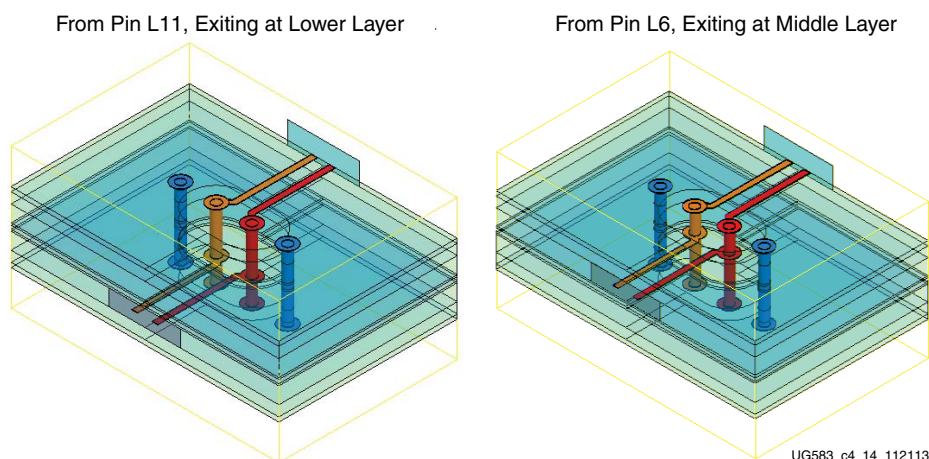 From Pin L11, Exiting at Lower Layer
From Pin L6, Exiting at Middle Layer
UG583_c4_14_112113